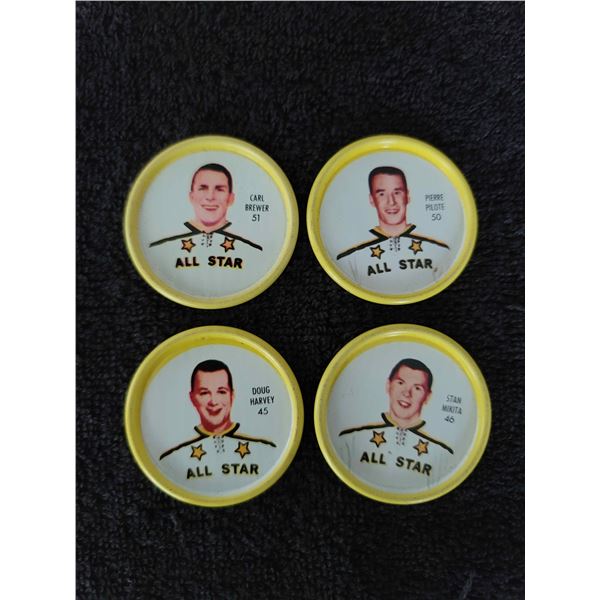 CARL
BREWER
51
ALL STAR
PIERRE
PILOTE
50
ALL STAR
DOUG
HARVEY
45
ALL STAR
STAN
MIKITA
46
ALL STAR